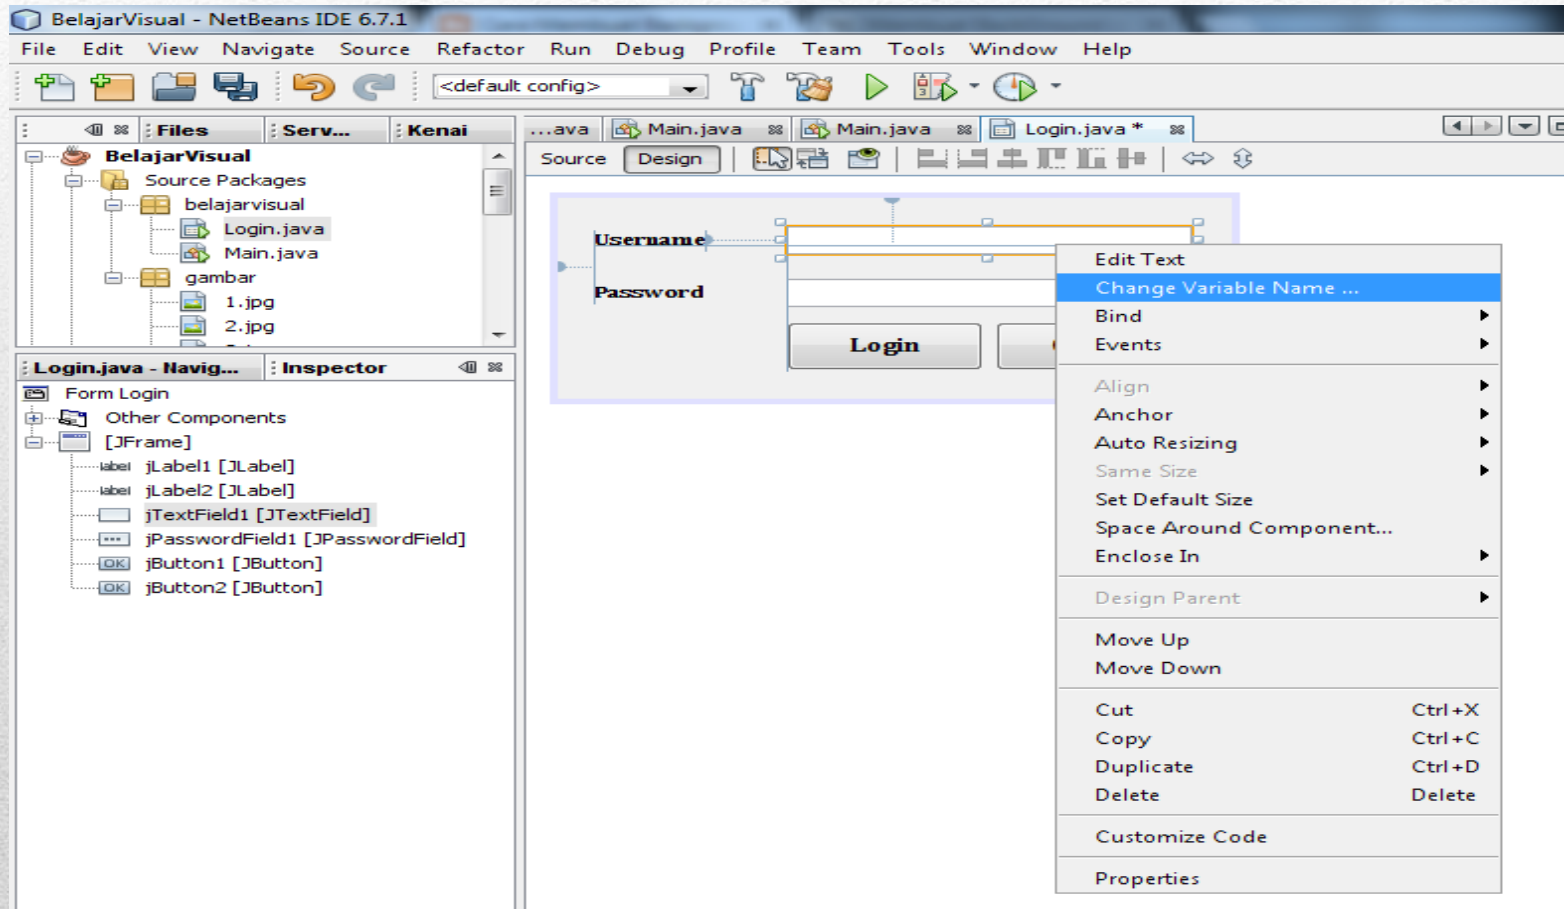 BelajarVisual - NetBeans IDE 6.7.1
File Edit View Navigate Source Refactor Run Debug Profile Team Tools Window Help
<default config>
Files Serv... Kenai
...ava Main.java Main.java Login.java *
Source Design
BelajarVisual
Source Packages
belajarvisual
Login.java
Main.java
gambar
1.jpg
2.jpg
Login.java - Navig... Inspector
Form Login
Other Components
[JFrame]
label jLabel1 [JLabel]
label jLabel2 [JLabel]
jTextField1 [JTextField]
jPasswordField1 [JPasswordField]
OK jButton1 [JButton]
OK jButton2 [JButton]
Username
Password
Login
Edit Text
Change Variable Name ...
Bind
Events
Align
Anchor
Auto Resizing
Same Size
Set Default Size
Space Around Component...
Enclose In
Design Parent
Move Up
Move Down
Cut Ctrl+X
Copy Ctrl+C
Duplicate Ctrl+D
Delete Delete
Customize Code
Properties